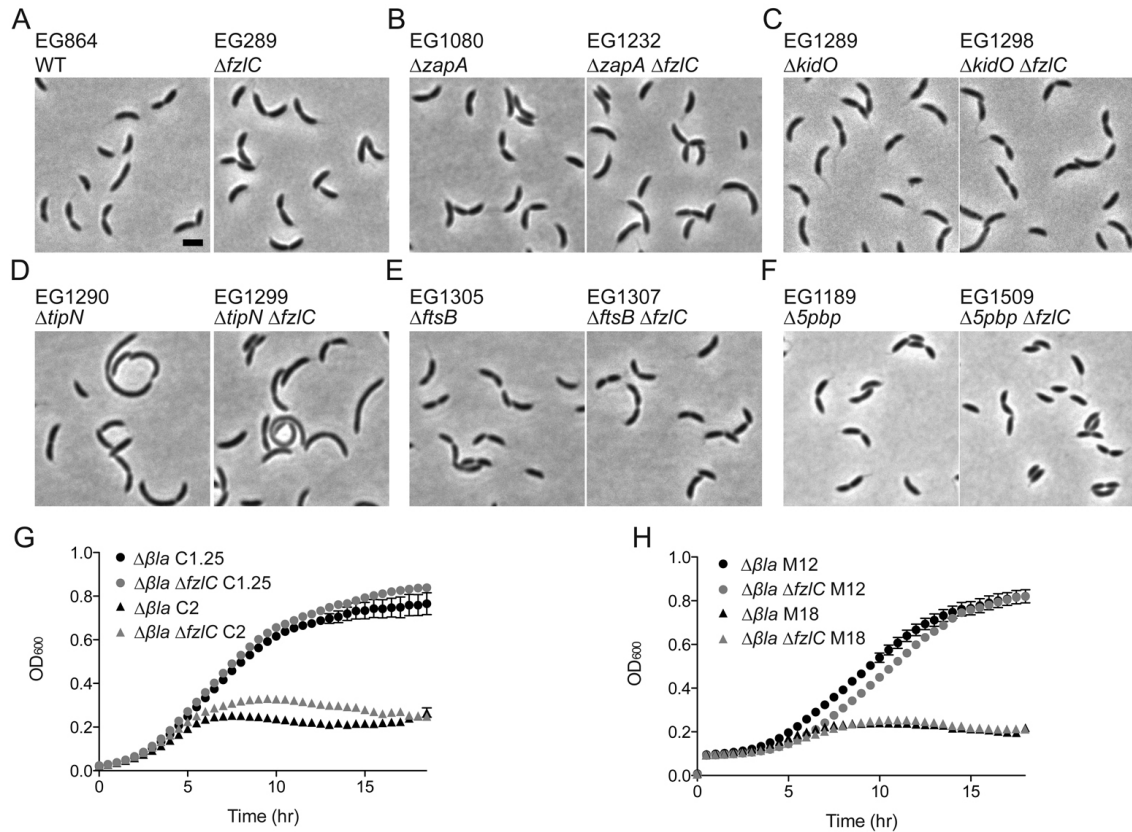 A
EG864
WT
EG289
ΔfzlC
B
EG1080
ΔzapA
EG1232
ΔzapA ΔfzlC
C
EG1289
ΔkidO
EG1298
ΔkidO ΔfzlC
D
EG1290
ΔtipN
EG1299
ΔtipN ΔfzlC
E
EG1305
ΔftsB
EG1307
ΔftsB ΔfzlC
F
EG1189
Δ5pbp
EG1509
Δ5pbp ΔfzlC
G
Δβla C1.25
Δβla ΔfzlC C1.25
Δβla C2
Δβla ΔfzlC C2
OD600
1.0
0.8
0.6
0.4
0.2
0.0
0 5 10 15
Time (hr)
H
Δβla M12
Δβla ΔfzlC M12
Δβla M18
Δβla ΔfzlC M18
OD600
1.0
0.8
0.6
0.4
0.2
0.0
0 5 10 15
Time (hr)